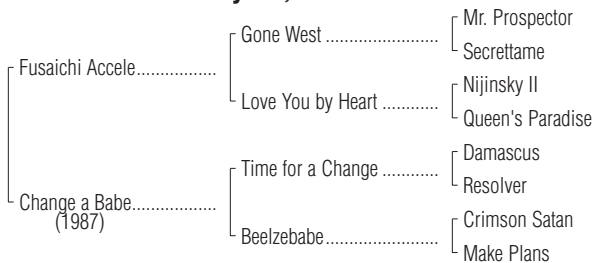 Mr. Prospector
Gone West
Secrettame
Fusaichi Accele
Nijinsky II
Love You by Heart
Queen's Paradise
Damascus
Time for a Change
Resolver
Change a Babe
(1987)
Crimson Satan
Beelzebabe
Make Plans